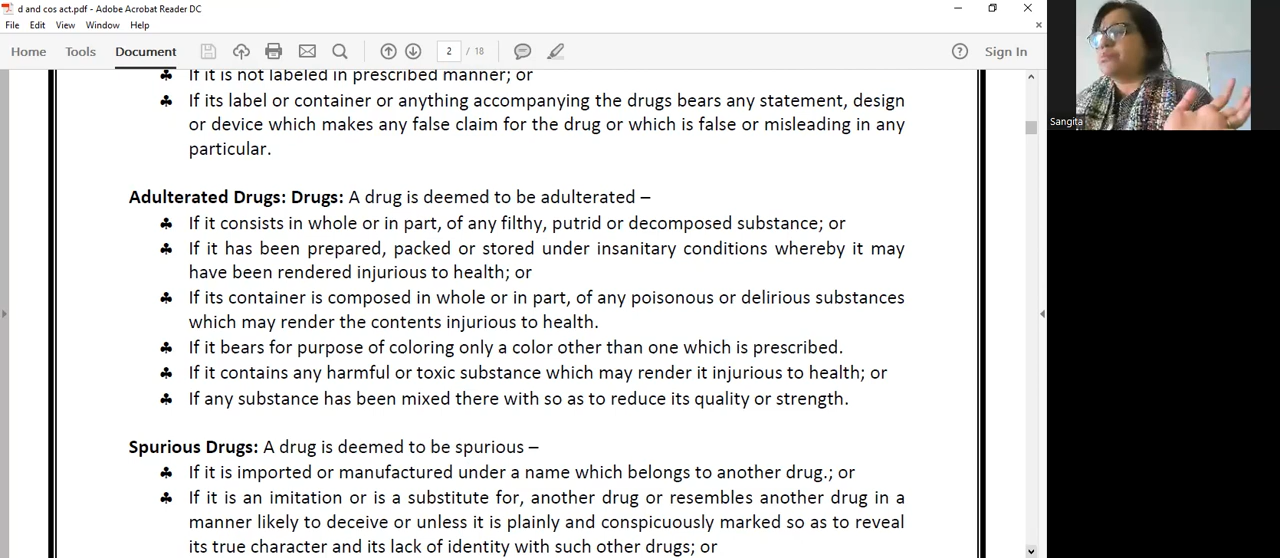 d and cos act.pdf - Adobe Acrobat Reader DC
File Edit View Window Help
Home Tools Document 2 / 18 Sign In
♣ If it is not labeled in prescribed manner; or
♣ If its label or container or anything accompanying the drugs bears any statement, design
or device which makes any false claim for the drug or which is false or misleading in any
particular.
Adulterated Drugs: Drugs: A drug is deemed to be adulterated –
♣ If it consists in whole or in part, of any filthy, putrid or decomposed substance; or
♣ If it has been prepared, packed or stored under insanitary conditions whereby it may
have been rendered injurious to health; or
♣ If its container is composed in whole or in part, of any poisonous or delirious substances
which may render the contents injurious to health.
♣ If it bears for purpose of coloring only a color other than one which is prescribed.
♣ If it contains any harmful or toxic substance which may render it injurious to health; or
♣ If any substance has been mixed there with so as to reduce its quality or strength.
Spurious Drugs: A drug is deemed to be spurious –
♣ If it is imported or manufactured under a name which belongs to another drug.; or
♣ If it is an imitation or is a substitute for, another drug or resembles another drug in a
manner likely to deceive or unless it is plainly and conspicuously marked so as to reveal
its true character and its lack of identity with such other drugs; or
Sangita